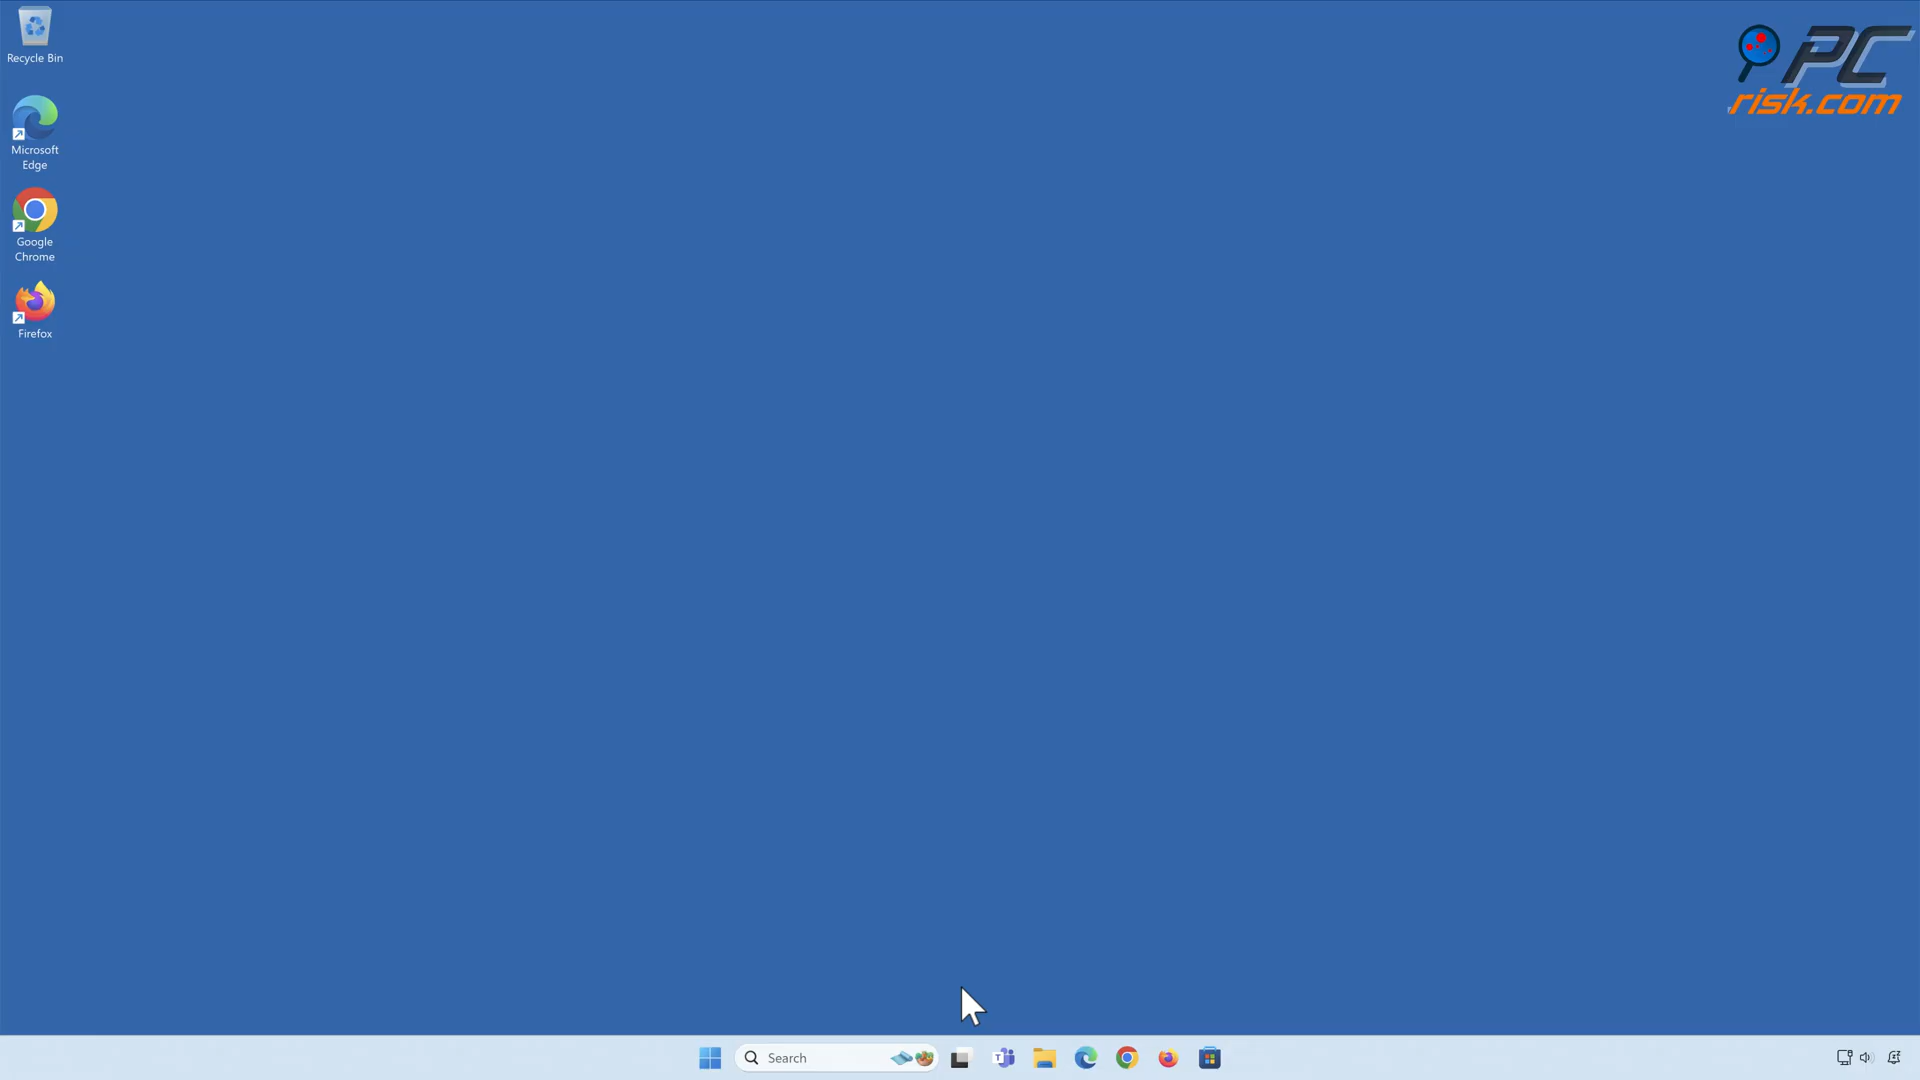 Recycle Bin
Microsoft
Edge
Google
Chrome
Firefox
PC
risk.com
Search